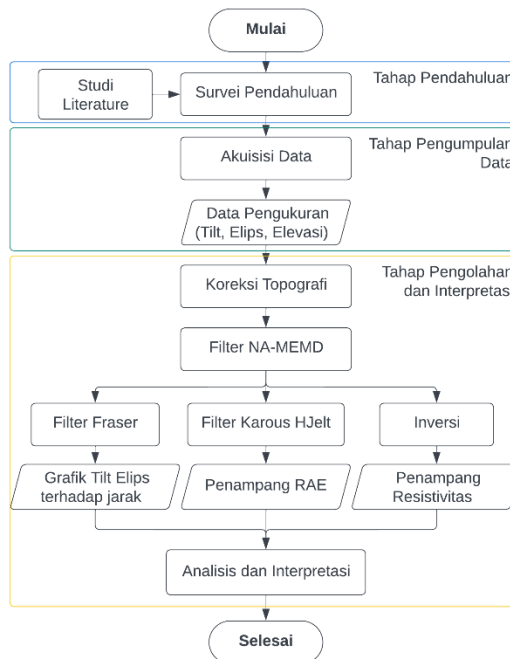 Mulai
Tahap Pendahuluan
Studi
Literature
Survei Pendahuluan
Tahap Pengumpulan
Data
Akuisisi Data
Data Pengukuran
(Tilt, Elips, Elevasi)
Tahap Pengolahan
dan Interpretasi
Koreksi Topografi
Filter NA-MEMD
Filter Fraser
Filter Karous HJelt
Inversi
Grafik Tilt Elips
terhadap jarak
Penampang RAE
Penampang
Resistivitas
Analisis dan Interpretasi
Selesai